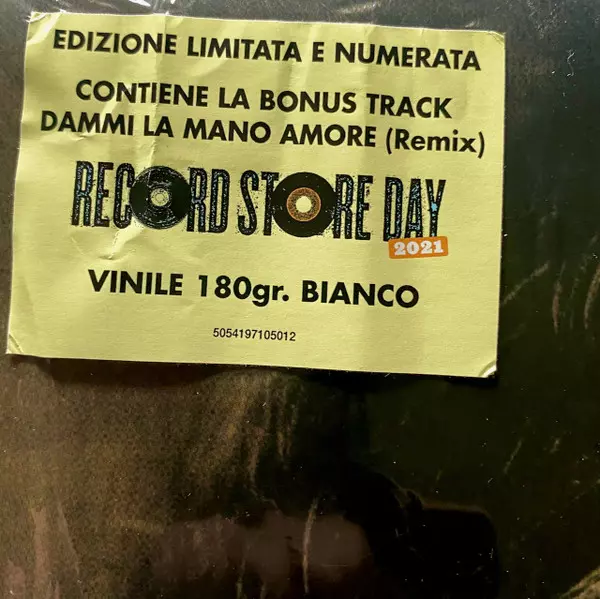 EDIZIONE LIMITATA E NUMERATA
CONTIENE LA BONUS TRACK
DAMMI LA MANO AMORE (Remix)
RECORD STORE DAY
2021
VINILE 180gr. BIANCO
5054197105012